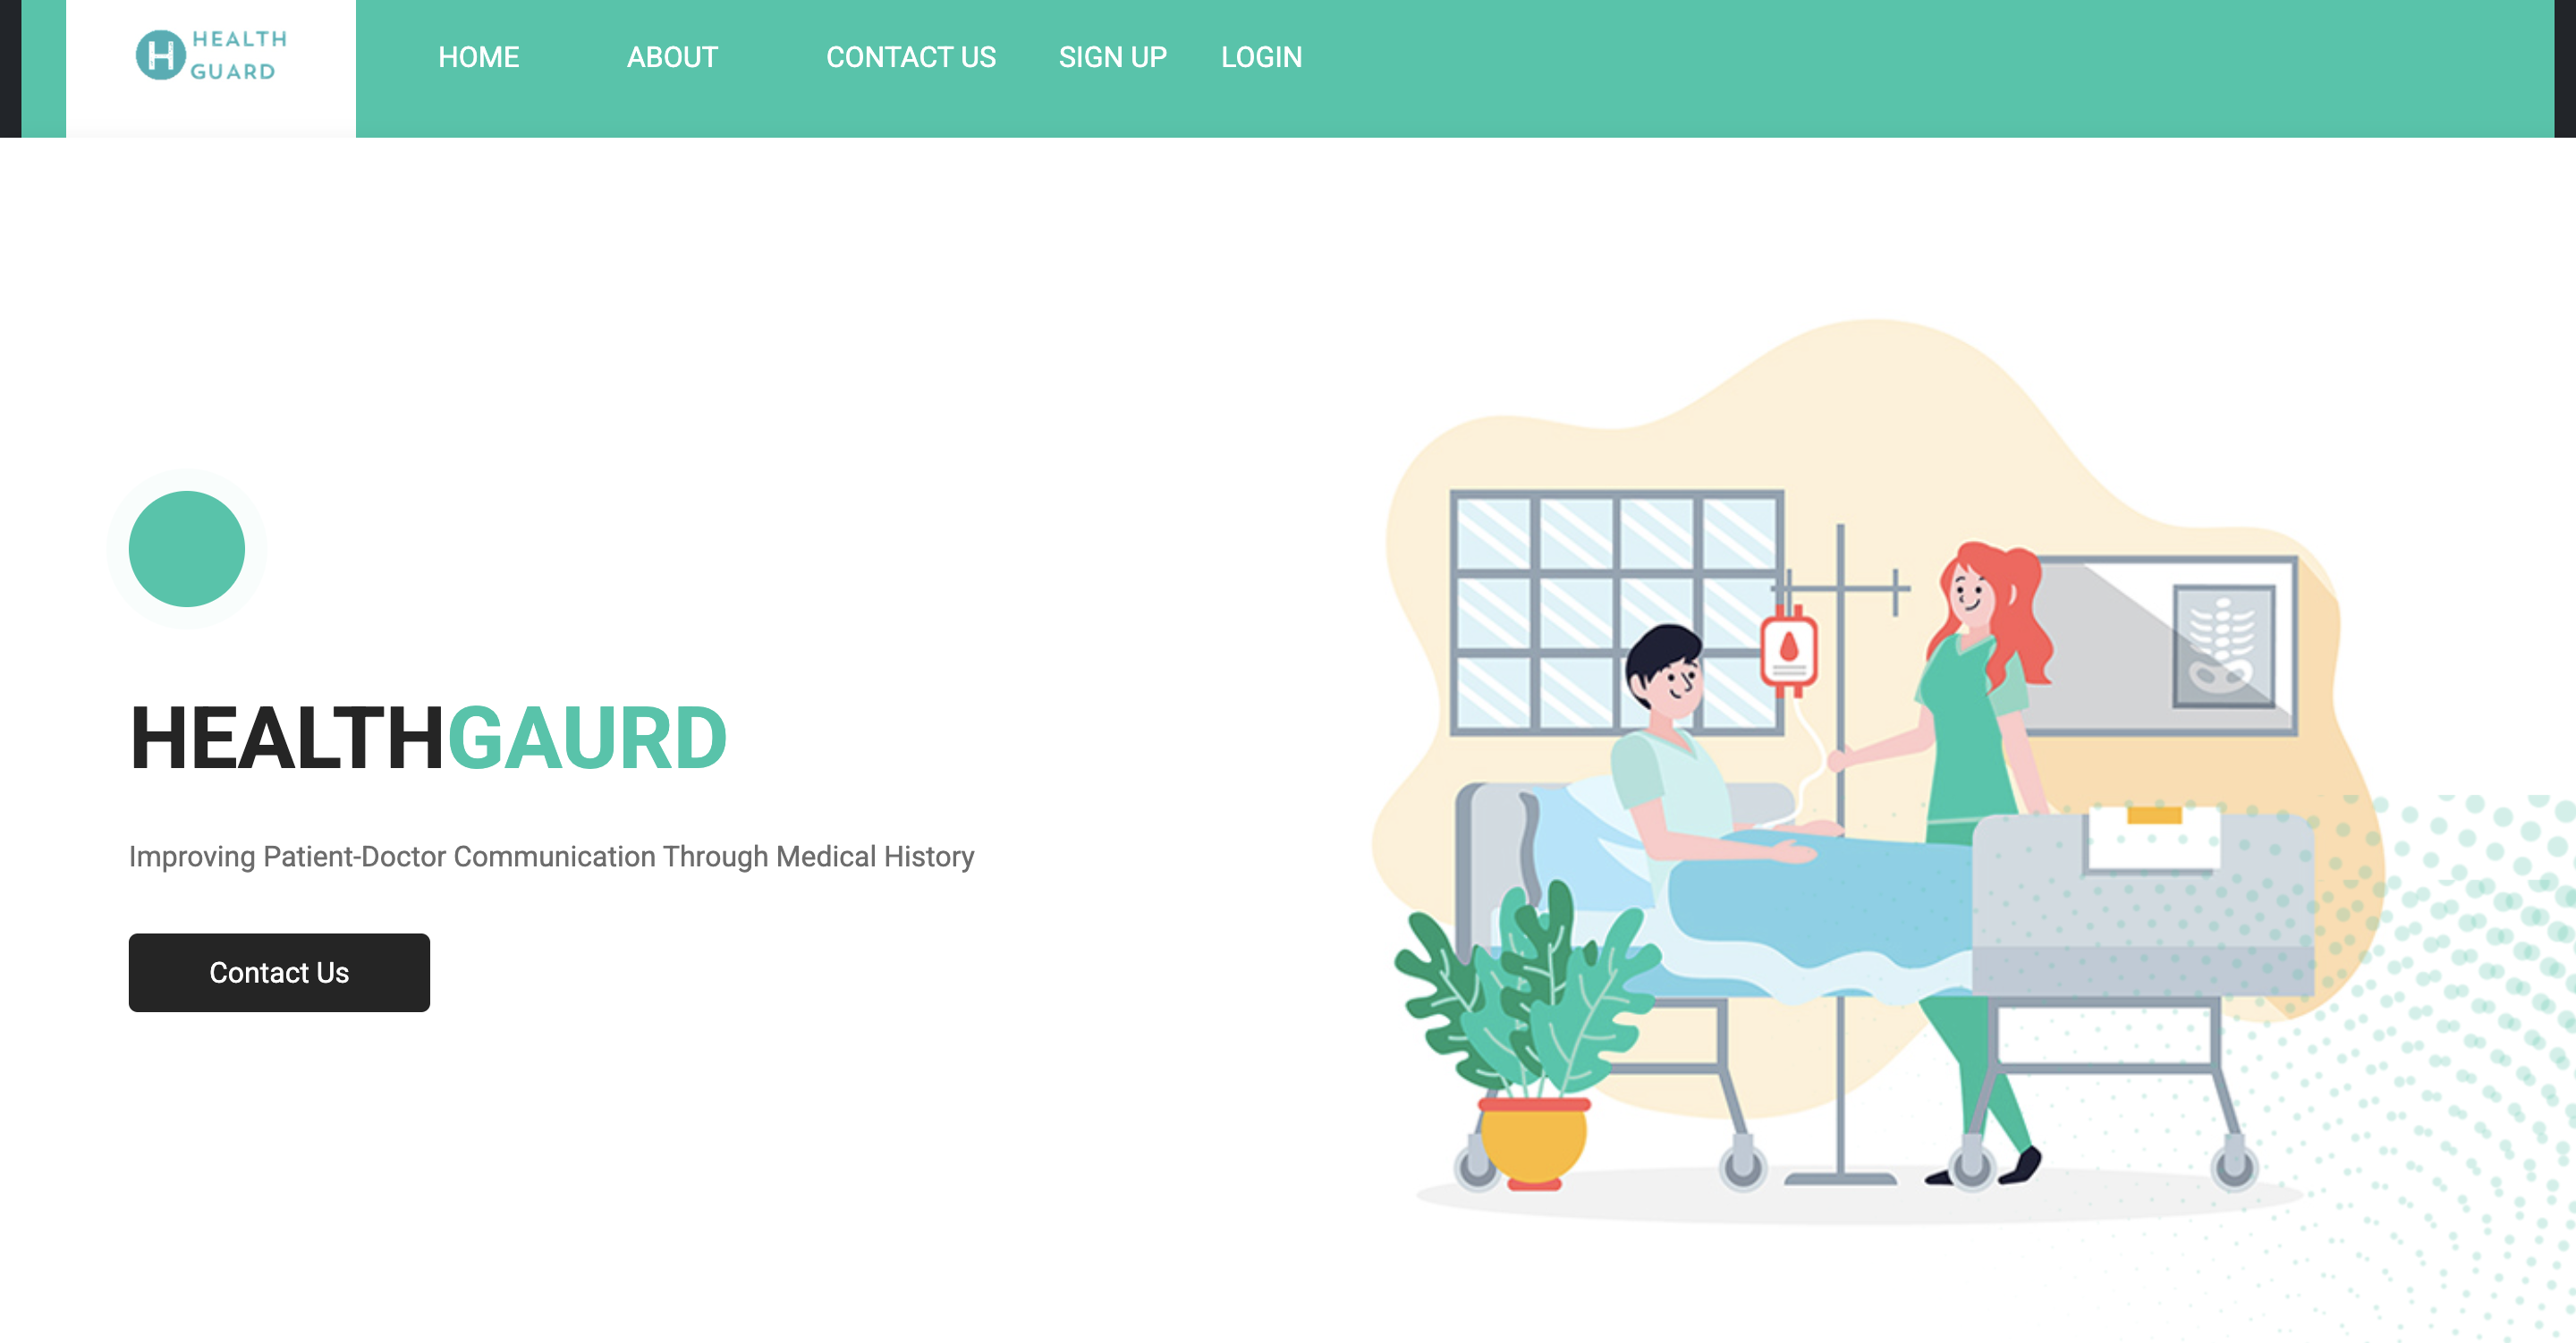 H HEALTH
GUARD
HOME ABOUT CONTACT US SIGN UP LOGIN
HEALTHGAURD
Improving Patient-Doctor Communication Through Medical History
Contact Us